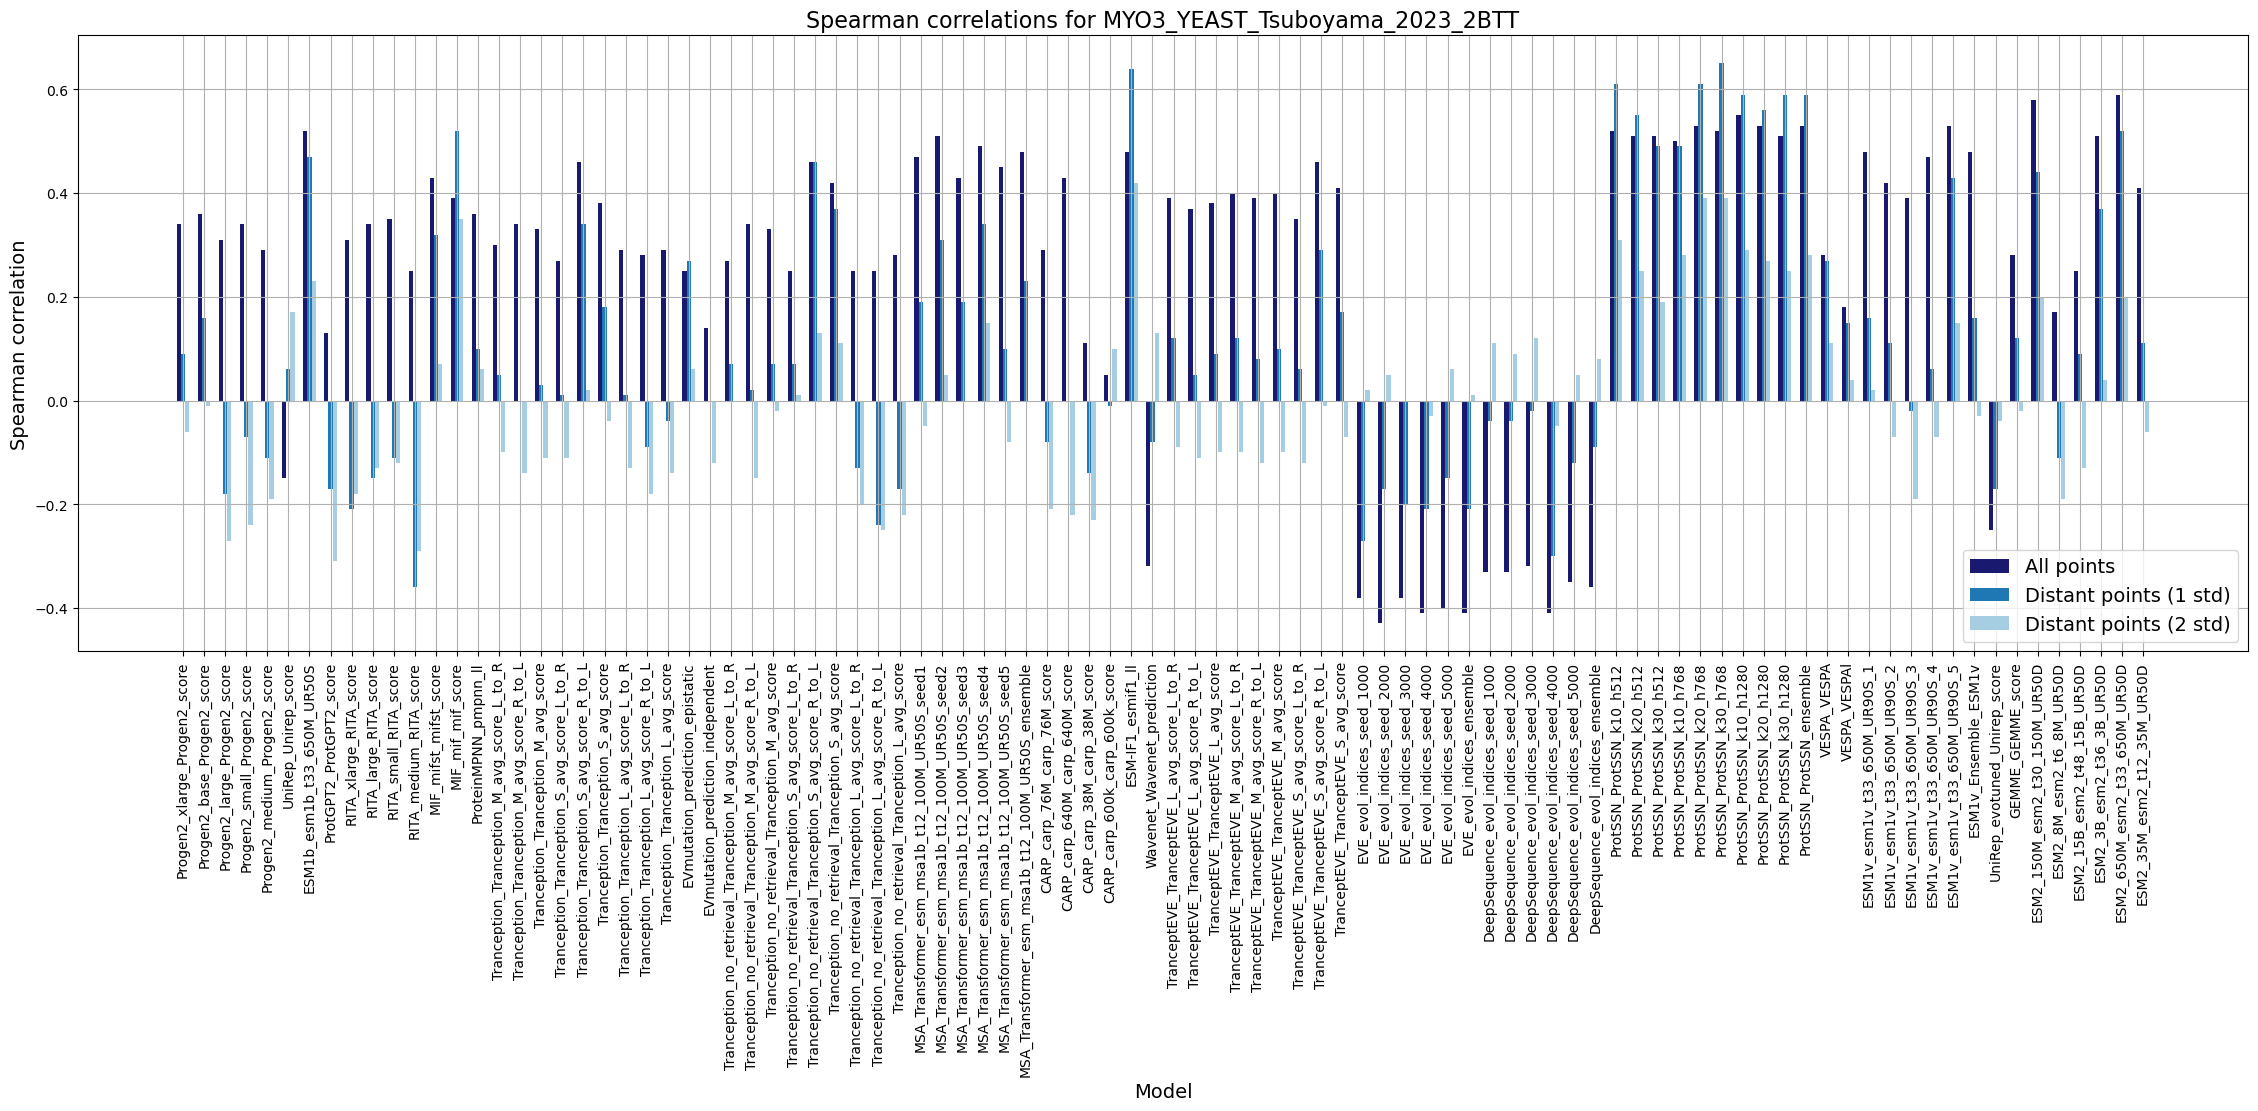 Spearman correlations for MYO3_YEAST_Tsuboyama_2023_2BTT
Spearman correlation
0.6
0.4
0.2
0.0
−0.2
−0.4
All points
Distant points (1 std)
Distant points (2 std)
Progen2_xlarge_Progen2_score
Progen2_base_Progen2_score
Progen2_large_Progen2_score
Progen2_small_Progen2_score
Progen2_medium_Progen2_score
UniRep_Unirep_score
ESM1b_esm1b_t33_650M_UR50S
ProtGPT2_ProtGPT2_score
RITA_xlarge_RITA_score
RITA_large_RITA_score
RITA_small_RITA_score
RITA_medium_RITA_score
MIF_mifst_mifst_score
MIF_mif_mif_score
ProteinMPNN_pmpnn_ll
Tranception_Tranception_M_avg_score_L_to_R
Tranception_Tranception_M_avg_score_R_to_L
Tranception_Tranception_M_avg_score
Tranception_Tranception_S_avg_score_L_to_R
Tranception_Tranception_S_avg_score_R_to_L
Tranception_Tranception_S_avg_score
Tranception_Tranception_L_avg_score_L_to_R
Tranception_Tranception_L_avg_score_R_to_L
Tranception_Tranception_L_avg_score
EVmutation_prediction_epistatic
EVmutation_prediction_independent
Tranception_no_retrieval_Tranception_M_avg_score_L_to_R
Tranception_no_retrieval_Tranception_M_avg_score_R_to_L
Tranception_no_retrieval_Tranception_M_avg_score
Tranception_no_retrieval_Tranception_S_avg_score_L_to_R
Tranception_no_retrieval_Tranception_S_avg_score_R_to_L
Tranception_no_retrieval_Tranception_S_avg_score
Tranception_no_retrieval_Tranception_L_avg_score_L_to_R
Tranception_no_retrieval_Tranception_L_avg_score_R_to_L
Tranception_no_retrieval_Tranception_L_avg_score
MSA_Transformer_esm_msa1b_t12_100M_UR50S_seed1
MSA_Transformer_esm_msa1b_t12_100M_UR50S_seed2
MSA_Transformer_esm_msa1b_t12_100M_UR50S_seed3
MSA_Transformer_esm_msa1b_t12_100M_UR50S_seed4
MSA_Transformer_esm_msa1b_t12_100M_UR50S_seed5
MSA_Transformer_esm_msa1b_t12_100M_UR50S_ensemble
CARP_carp_76M_carp_76M_score
CARP_carp_640M_carp_640M_score
CARP_carp_38M_carp_38M_score
CARP_carp_600k_carp_600k_score
ESM-IF1_esmif1_ll
Wavenet_Wavenet_prediction
TranceptEVE_TranceptEVE_L_avg_score_L_to_R
TranceptEVE_TranceptEVE_L_avg_score_R_to_L
TranceptEVE_TranceptEVE_L_avg_score
TranceptEVE_TranceptEVE_M_avg_score_L_to_R
TranceptEVE_TranceptEVE_M_avg_score_R_to_L
TranceptEVE_TranceptEVE_M_avg_score
TranceptEVE_TranceptEVE_S_avg_score_L_to_R
TranceptEVE_TranceptEVE_S_avg_score_R_to_L
TranceptEVE_TranceptEVE_S_avg_score
EVE_evol_indices_seed_1000
EVE_evol_indices_seed_2000
EVE_evol_indices_seed_3000
EVE_evol_indices_seed_4000
EVE_evol_indices_seed_5000
EVE_evol_indices_ensemble
DeepSequence_evol_indices_seed_1000
DeepSequence_evol_indices_seed_2000
DeepSequence_evol_indices_seed_3000
DeepSequence_evol_indices_seed_4000
DeepSequence_evol_indices_seed_5000
DeepSequence_evol_indices_ensemble
ProtSSN_ProtSSN_k10_h512
ProtSSN_ProtSSN_k20_h512
ProtSSN_ProtSSN_k30_h512
ProtSSN_ProtSSN_k10_h768
ProtSSN_ProtSSN_k20_h768
ProtSSN_ProtSSN_k30_h768
ProtSSN_ProtSSN_k10_h1280
ProtSSN_ProtSSN_k20_h1280
ProtSSN_ProtSSN_k30_h1280
ProtSSN_ProtSSN_ensemble
VESPA_VESPA
VESPA_VESPAl
ESM1v_esm1v_t33_650M_UR90S_1
ESM1v_esm1v_t33_650M_UR90S_2
ESM1v_esm1v_t33_650M_UR90S_3
ESM1v_esm1v_t33_650M_UR90S_4
ESM1v_esm1v_t33_650M_UR90S_5
ESM1v_Ensemble_ESM1v
UniRep_evotuned_Unirep_score
GEMME_GEMME_score
ESM2_150M_esm2_t30_150M_UR50D
ESM2_8M_esm2_t6_8M_UR50D
ESM2_15B_esm2_t48_15B_UR50D
ESM2_3B_esm2_t36_3B_UR50D
ESM2_650M_esm2_t33_650M_UR50D
ESM2_35M_esm2_t12_35M_UR50D
Model